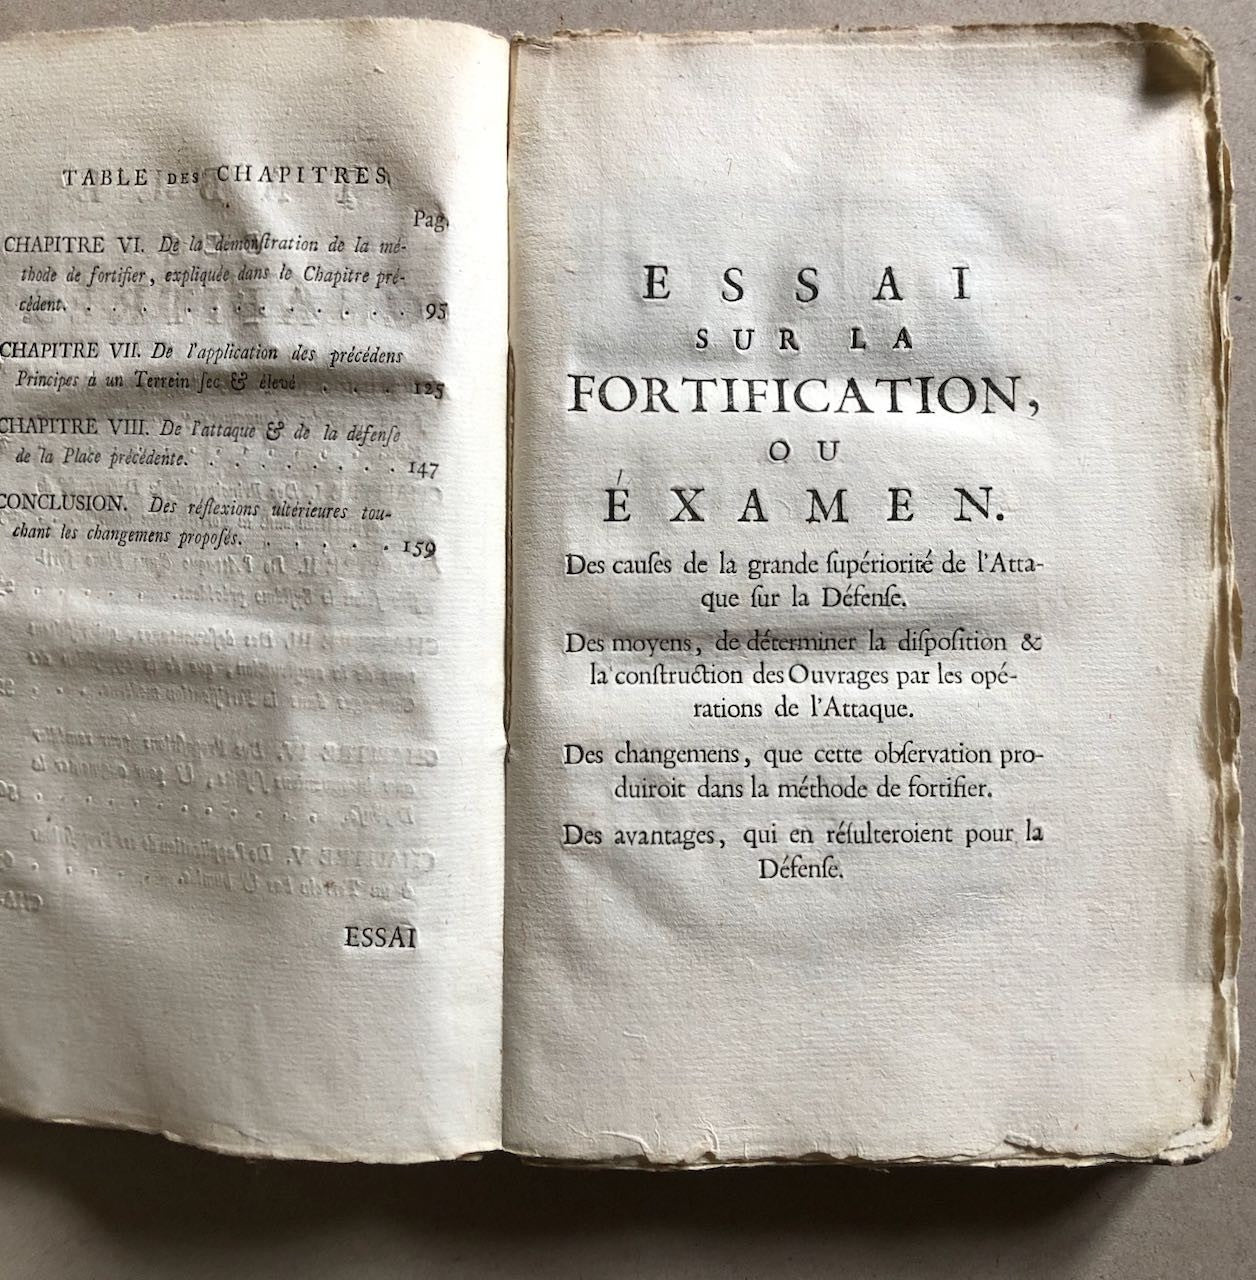 TABLE DES CHAPITRES
Pag.
CHAPITRE VI. De la démonſtration de la mé-
thode de fortifier, expliquée dans le Chapitre pré-
cédent. . . . . . . . . . . . 95
CHAPITRE VII. De l'application des précédens
Principes à un Terrein ſec & élevé . . . . 125
CHAPITRE VIII. De l'attaque & de la défenſe
de la Place précédente. . . . . . . . . 147
CONCLUSION. Des réflexions ultérieures tou-
chant les changemens propoſés. . . . . . . 159
ESSAI
ESSAI
SUR LA
FORTIFICATION,
OU
ÉXAMEN.
Des cauſes de la grande ſupériorité de l'Atta-
que ſur la Défenſe.
Des moyens, de déterminer la diſpoſition &
la conſtruction des Ouvrages par les opé-
rations de l'Attaque.
Des changemens, que cette obſervation pro-
duiroit dans la méthode de fortifier.
Des avantages, qui en réſulteroient pour la
Défenſe.